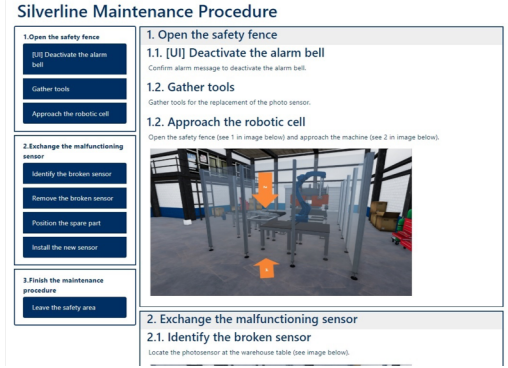 Silverline Maintenance Procedure
1.Open the safety fence
[UI] Deactivate the alarm
bell
Gather tools
Approach the robotic cell
2.Exchange the malfunctioning
sensor
Identify the broken sensor
Remove the broken sensor
Position the spare part
Install the new sensor
3.Finish the maintenance
procedure
Leave the safety area
1. Open the safety fence
1.1. [UI] Deactivate the alarm bell
Confirm alarm message to deactivate the alarm bell.
1.2. Gather tools
Gather tools for the replacement of the photo sensor.
1.2. Approach the robotic cell
Open the safety fence (see 1 in image below) and approach the machine (see 2 in image below).
2. Exchange the malfunctioning sensor
2.1. Identify the broken sensor
Locate the photosensor at the warehouse table (see image below).